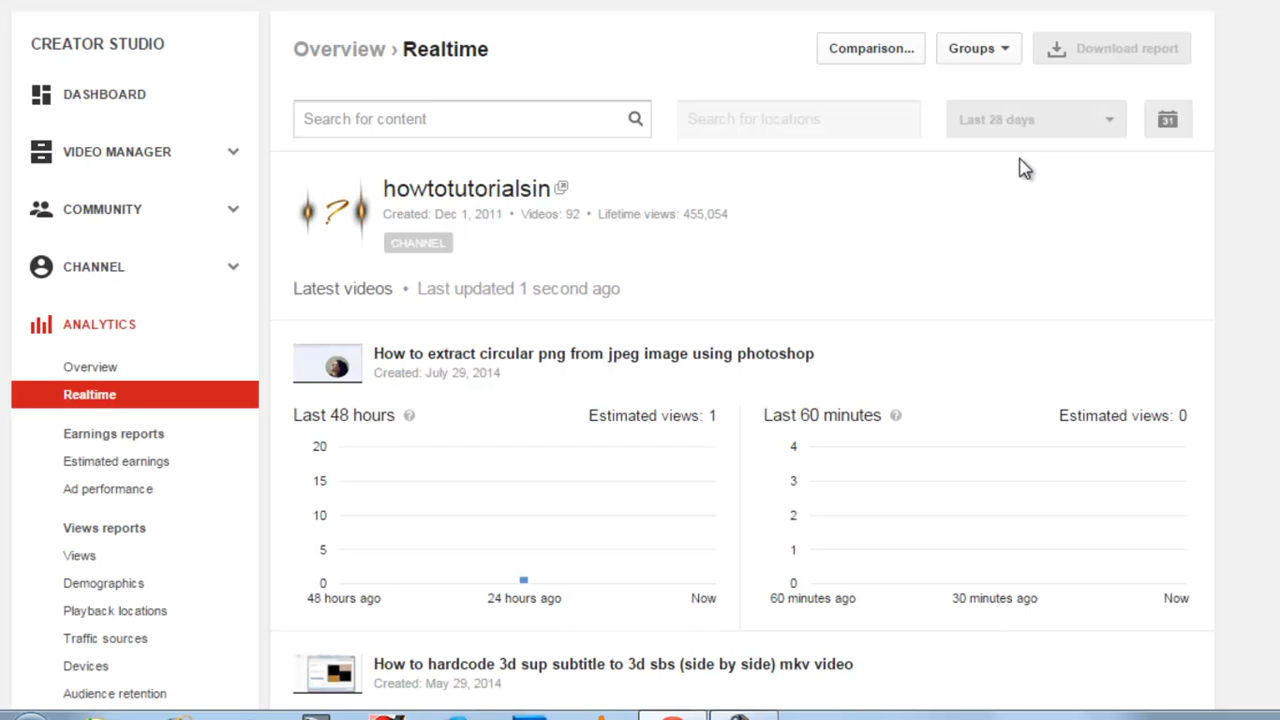 CREATOR STUDIO
DASHBOARD
VIDEO MANAGER
COMMUNITY
CHANNEL
ANALYTICS
Overview
Realtime
Earnings reports
Estimated earnings
Ad performance
Views reports
Views
Demographics
Playback locations
Traffic sources
Devices
Audience retention
Overview › Realtime
Comparison...
Groups
Download report
Search for content
Search for locations
Last 28 days
31
howtotutorialsin
Created: Dec 1, 2011 • Videos: 92 • Lifetime views: 455,054
CHANNEL
Latest videos • Last updated 1 second ago
How to extract circular png from jpeg image using photoshop
Created: July 29, 2014
Last 48 hours ? Estimated views: 1
20
15
10
5
0
48 hours ago 24 hours ago Now
Last 60 minutes ? Estimated views: 0
4
3
2
1
0
60 minutes ago 30 minutes ago Now
How to hardcode 3d sup subtitle to 3d sbs (side by side) mkv video
Created: May 29, 2014